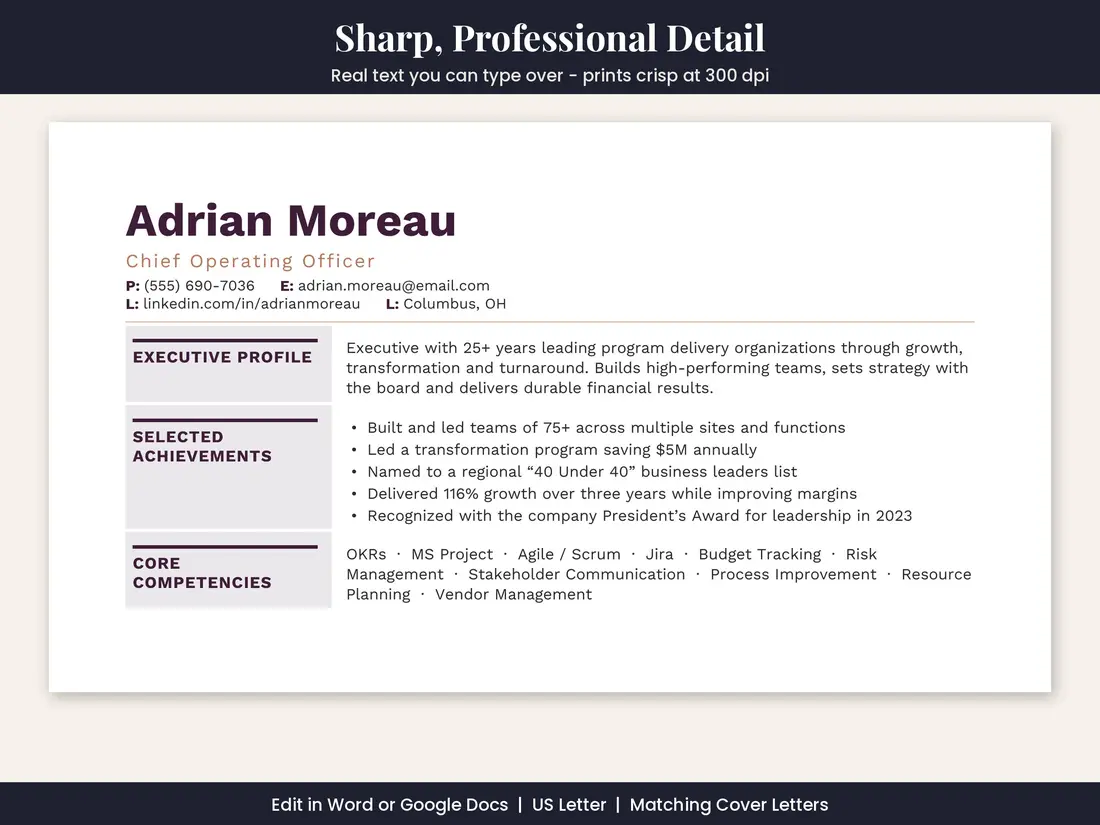 Sharp, Professional Detail
Real text you can type over - prints crisp at 300 dpi
Adrian Moreau
Chief Operating Officer
P: (555) 690-7036 E: adrian.moreau@email.com
L: linkedin.com/in/adrianmoreau L: Columbus, OH
EXECUTIVE PROFILE
Executive with 25+ years leading program delivery organizations through growth,
transformation and turnaround. Builds high-performing teams, sets strategy with
the board and delivers durable financial results.
SELECTED
ACHIEVEMENTS
• Built and led teams of 75+ across multiple sites and functions
• Led a transformation program saving $5M annually
• Named to a regional “40 Under 40” business leaders list
• Delivered 116% growth over three years while improving margins
• Recognized with the company President’s Award for leadership in 2023
CORE
COMPETENCIES
OKRs · MS Project · Agile / Scrum · Jira · Budget Tracking · Risk
Management · Stakeholder Communication · Process Improvement · Resource
Planning · Vendor Management
Edit in Word or Google Docs | US Letter | Matching Cover Letters